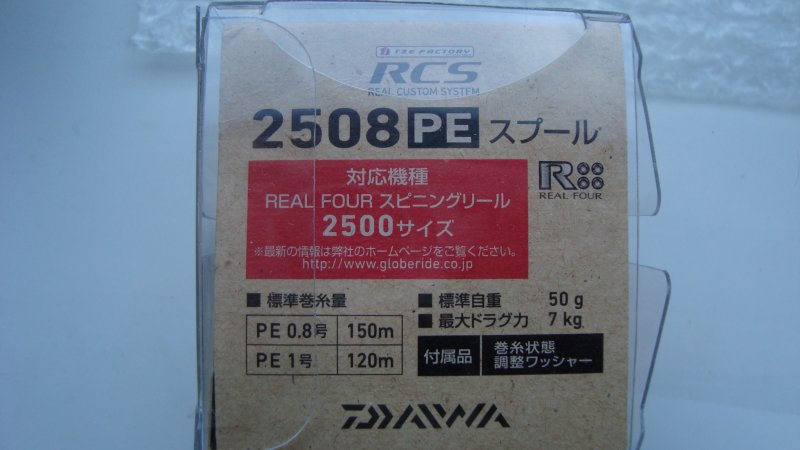 IZE FACTORY
RCS
REAL CUSTOM SYSTEM
2508 PE スプール
対応機種
REAL FOUR スピニングリール
2500サイズ
※最新の情報は弊社のホームページをご覧ください。
http://www.globeride.co.jp
R
REAL FOUR
■ 標準巻糸量
PE 0.8号 150m
PE 1号 120m
■ 標準自重 50g
■ 最大ドラグ力 7kg
付属品
巻糸状態
調整ワッシャー
DAIWA